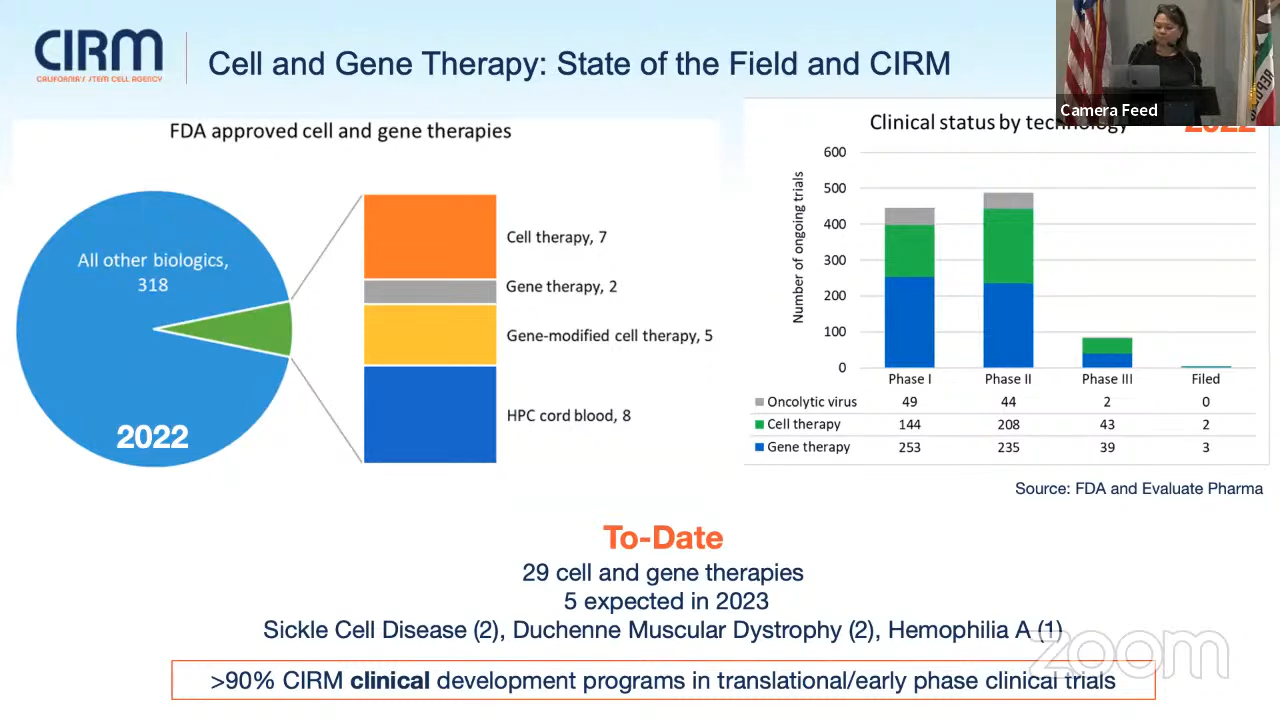 CIRM
CALIFORNIA'S STEM CELL AGENCY
Cell and Gene Therapy: State of the Field and CIRM
Camera Feed
FDA approved cell and gene therapies
All other biologics,
318
2022
Cell therapy, 7
Gene therapy, 2
Gene-modified cell therapy, 5
HPC cord blood, 8
Clinical status by technology
2022
Number of ongoing trials
600
500
400
300
200
100
0
Phase I Phase II Phase III Filed
Oncolytic virus 49 44 2 0
Cell therapy 144 208 43 2
Gene therapy 253 235 39 3
Source: FDA and Evaluate Pharma
To-Date
29 cell and gene therapies
5 expected in 2023
Sickle Cell Disease (2), Duchenne Muscular Dystrophy (2), Hemophilia A (1)
zoom
>90% CIRM clinical development programs in translational/early phase clinical trials